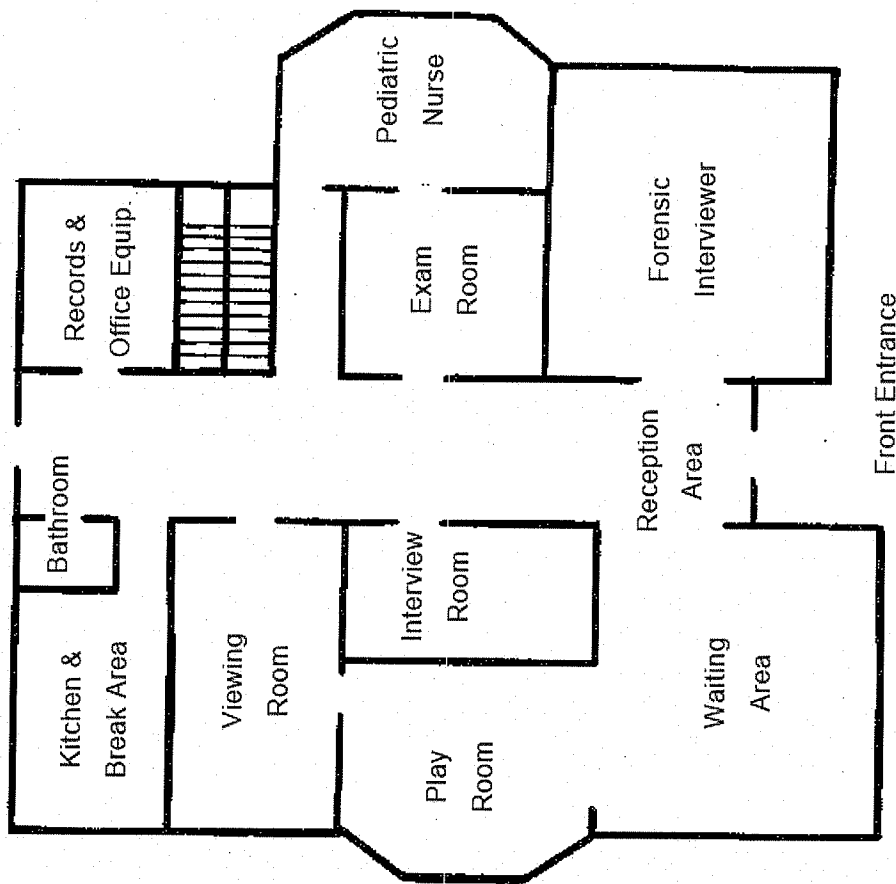 Kitchen &
Break Area
Bathroom
Records &
Office Equip.
Viewing
Room
Play
Room
Interview
Room
Exam
Room
Pediatric
Nurse
Waiting
Area
Reception
Area
Forensic
Interviewer
Front Entrance